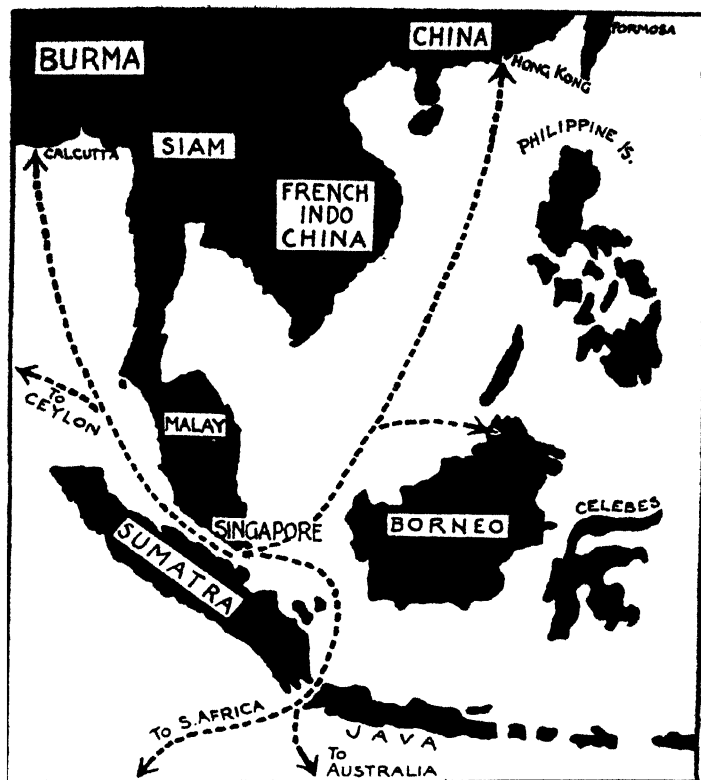 CHINA
FORMOSA
BURMA
HONG KONG
CALCUTTA
SIAM
PHILIPPINE IS.
FRENCH
INDO
CHINA
TO
CEYLON
MALAY
CELEBES
SINGAPORE
BORNEO
SUMATRA
TO S. AFRICA
JAVA
TO
AUSTRALIA